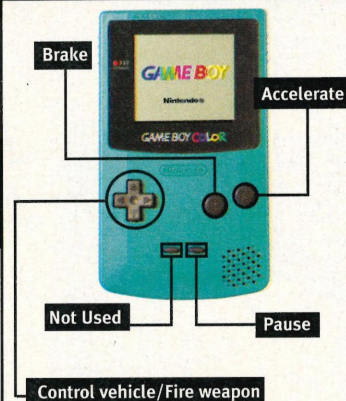 Brake
GAME BOY
Nintendo®
Accelerate
GAME BOY COLOR
Not Used
Pause
Control vehicle/Fire weapon